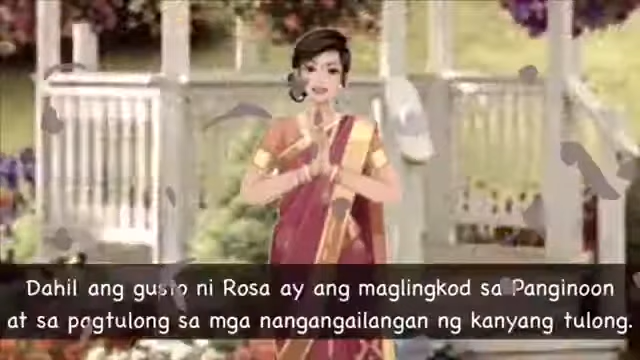 Dahil ang gusto ni Rosa ay ang maglingkod sa Panginoon
at sa pagtulong sa mga nangangailangan ng kanyang tulong.